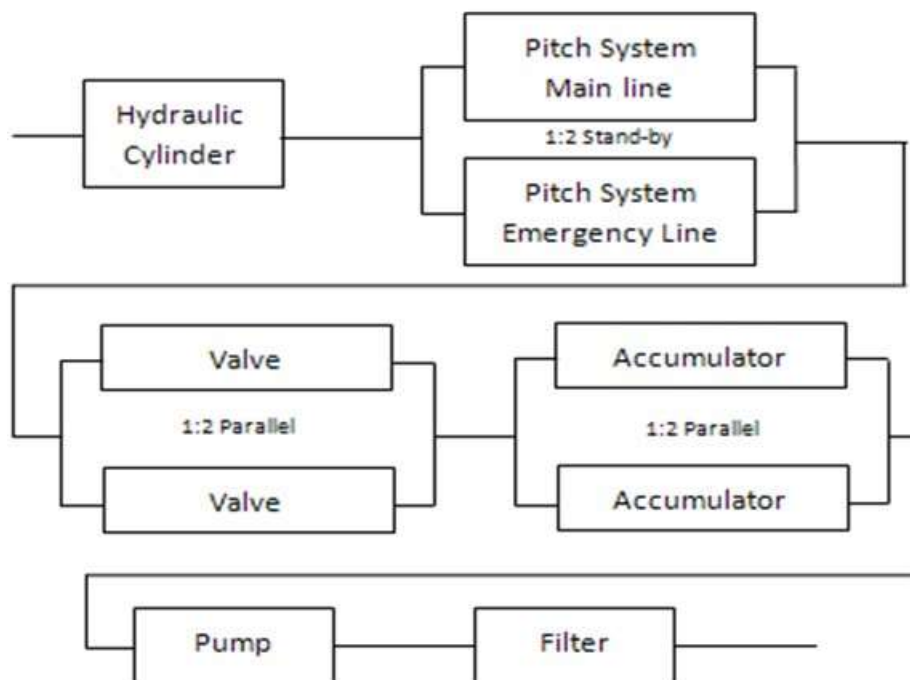 Hydraulic
Cylinder
Pitch System
Main line
1:2 Stand-by
Pitch System
Emergency Line
Valve
1:2 Parallel
Valve
Accumulator
1:2 Parallel
Accumulator
Pump
Filter